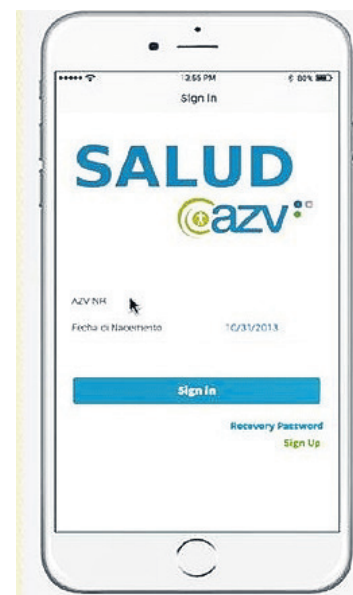 12:55 PM
80%
Sign In
SALUD
azv
AZV NR
Fecha di Nacemento 10/31/2013
Sign in
Recovery Password
Sign Up